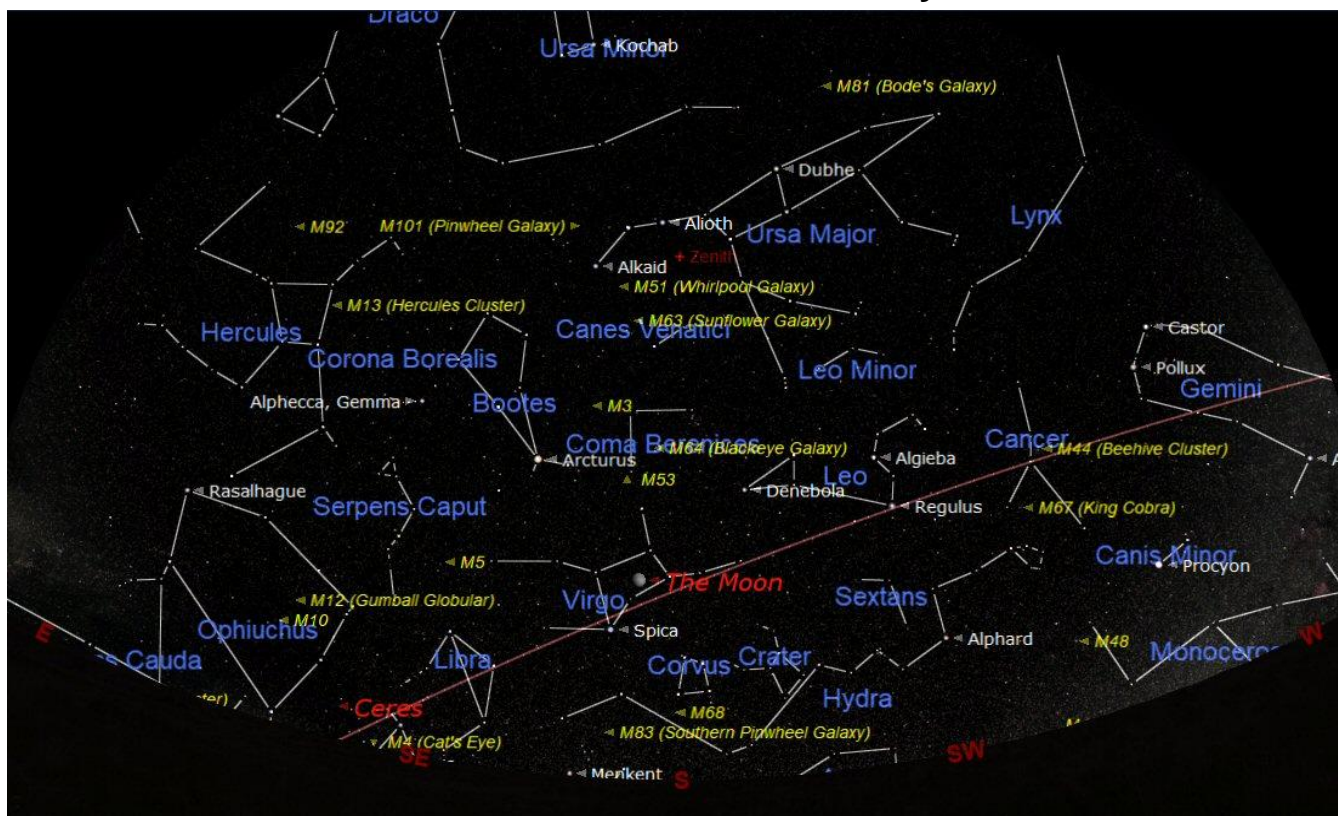 Draco
Ursa Minor
Kochab
M81 (Bode's Galaxy)
Dubhe
Lynx
M92
M101 (Pinwheel Galaxy)
Alioth
Ursa Major
Zenith
Alkaid
M51 (Whirlpool Galaxy)
M13 (Hercules Cluster)
M63 (Sunflower Galaxy)
Canes Venatici
Hercules
Castor
Corona Borealis
Leo Minor
Pollux
Gemini
Alphecca, Gemma
Bootes
M3
Coma Berenices
M64 (Blackeye Galaxy)
Cancer
M44 (Beehive Cluster)
Arcturus
Algieba
Leo
M53
Rasalhague
Denebola
Regulus
M67 (King Cobra)
Serpens Caput
Canis Minor
Procyon
M5
The Moon
Virgo
Sextans
M12 (Gumball Globular)
M10
Ophiuchus
E
Spica
Alphard
M48
W
Cauda
Libra
Corvus
Crater
Hydra
Ceres
M68
M83 (Southern Pinwheel Galaxy)
M4 (Cat's Eye)
SE
SW
Menkent
S